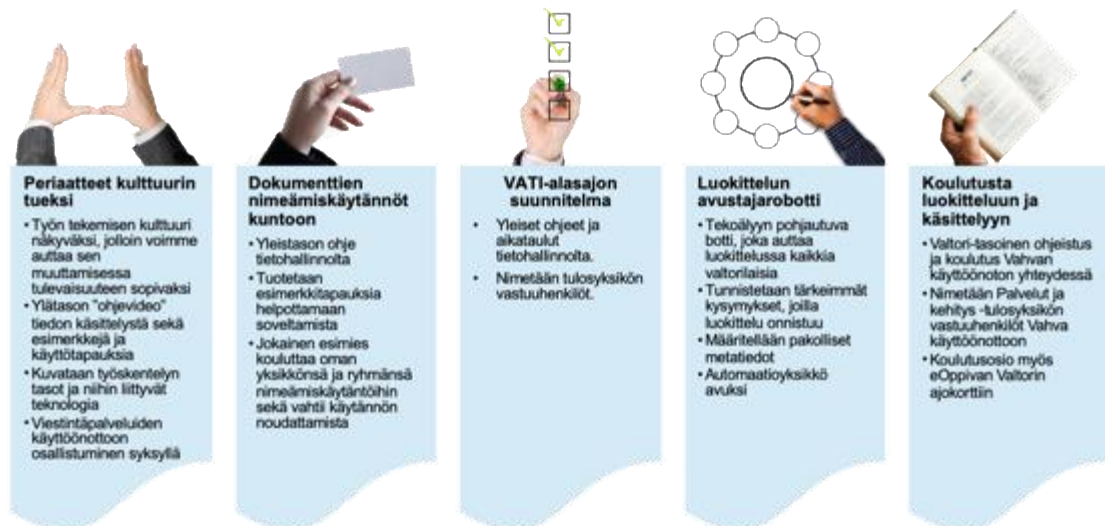 Periaatteet kulttuurin
tueksi
• Työn tekemisen kulttuuri
näkyväksi, jolloin voimme
auttaa sen
muuttamisessa
tulevaisuuteen sopivaksi
• Ylätason "ohjevideo"
tiedon käsittelystä sekä
esimerkkejä ja
käyttötapauksia
• Kuvataan työskentelyn
tasot ja niihin liittyvät
teknologia
• Viestintäpalveluiden
käyttöönottoon
osallistuminen syksyllä
Dokumenttien
nimeämiskäytännöt
kuntoon
• Yleistason ohje
tietohallinnolta
• Tuotetaan
esimerkkitapauksia
helpottamaan
soveltamista
• Jokainen esimies
kouluttaa oman
yksikkönsä ja ryhmänsä
nimeämiskäytäntöihin
sekä vahtii käytännön
noudattamista
VATI-alasajon
suunnitelma
• Yleiset ohjeet ja
aikataulut
tietohallinnolta.
• Nimetään tulosyksikön
vastuuhenkilöt.
Luokittelun
avustajarobotti
• Tekoälyyn pohjautuva
botti, joka auttaa
luokittelussa kaikkia
valtorilaisia
• Tunnistetaan tärkeimmät
kysymykset, joilla
luokittelu onnistuu
• Määritellään pakolliset
metatiedot
• Automaatioyksikkö
avuksi
Koulutusta
luokitteluun ja
käsittelyyn
• Valtori-tasoinen ohjeistus
ja koulutus Vahvan
käyttöönoton yhteydessä
• Nimetään Palvelut ja
kehitys -tulosyksikön
vastuuhenkilöt Vahva
käyttöönottoon
• Koulutusosio myös
eOppivan Valtorin
ajokorttiin